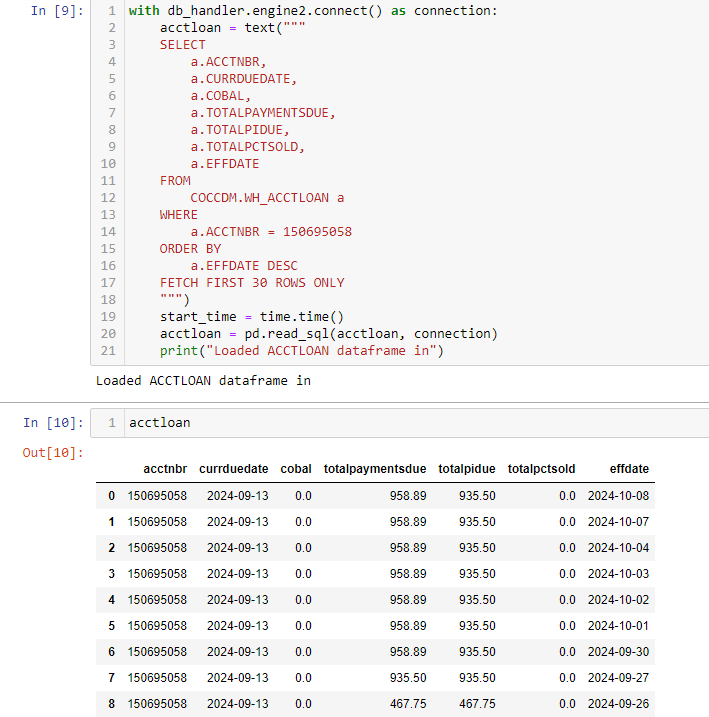 In [9]:
1 with db_handler.engine2.connect() as connection:
2 acctloan = text("""
3 SELECT
4 a.ACCTNBR,
5 a.CURRDUEDATE,
6 a.COBAL,
7 a.TOTALPAYMENTSDUE,
8 a.TOTALPIDUE,
9 a.TOTALPCTSOLD,
10 a.EFFDATE
11 FROM
12 COCCDM.WH_ACCTLOAN a
13 WHERE
14 a.ACCTNBR = 150695058
15 ORDER BY
16 a.EFFDATE DESC
17 FETCH FIRST 30 ROWS ONLY
18 """)
19 start_time = time.time()
20 acctloan = pd.read_sql(acctloan, connection)
21 print("Loaded ACCTLOAN dataframe in")
Loaded ACCTLOAN dataframe in
In [10]:
1 acctloan
Out[10]:
acctnbr currduedate cobal totalpaymentsdue totalpidue totalpctsold effdate
0 150695058 2024-09-13 0.0 958.89 935.50 0.0 2024-10-08
1 150695058 2024-09-13 0.0 958.89 935.50 0.0 2024-10-07
2 150695058 2024-09-13 0.0 958.89 935.50 0.0 2024-10-04
3 150695058 2024-09-13 0.0 958.89 935.50 0.0 2024-10-03
4 150695058 2024-09-13 0.0 958.89 935.50 0.0 2024-10-02
5 150695058 2024-09-13 0.0 958.89 935.50 0.0 2024-10-01
6 150695058 2024-09-13 0.0 958.89 935.50 0.0 2024-09-30
7 150695058 2024-09-13 0.0 935.50 935.50 0.0 2024-09-27
8 150695058 2024-09-13 0.0 467.75 467.75 0.0 2024-09-26